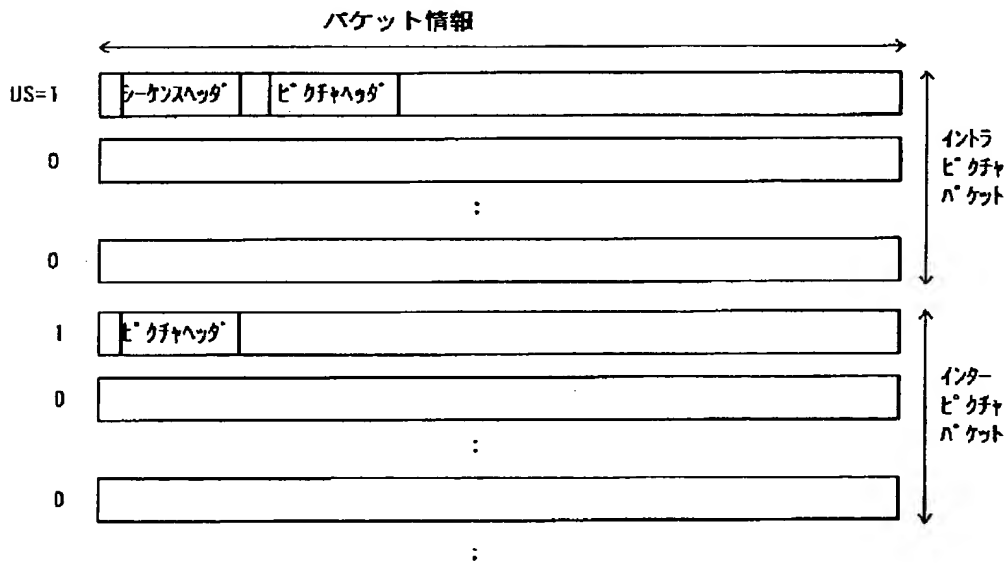 パケット情報
US=1 シーケンスヘッダ ピクチャヘッダ
0
:
0
イントラ
ピクチャ
パケット
1 ピクチャヘッダ
0
:
0
インター
ピクチャ
パケット
: